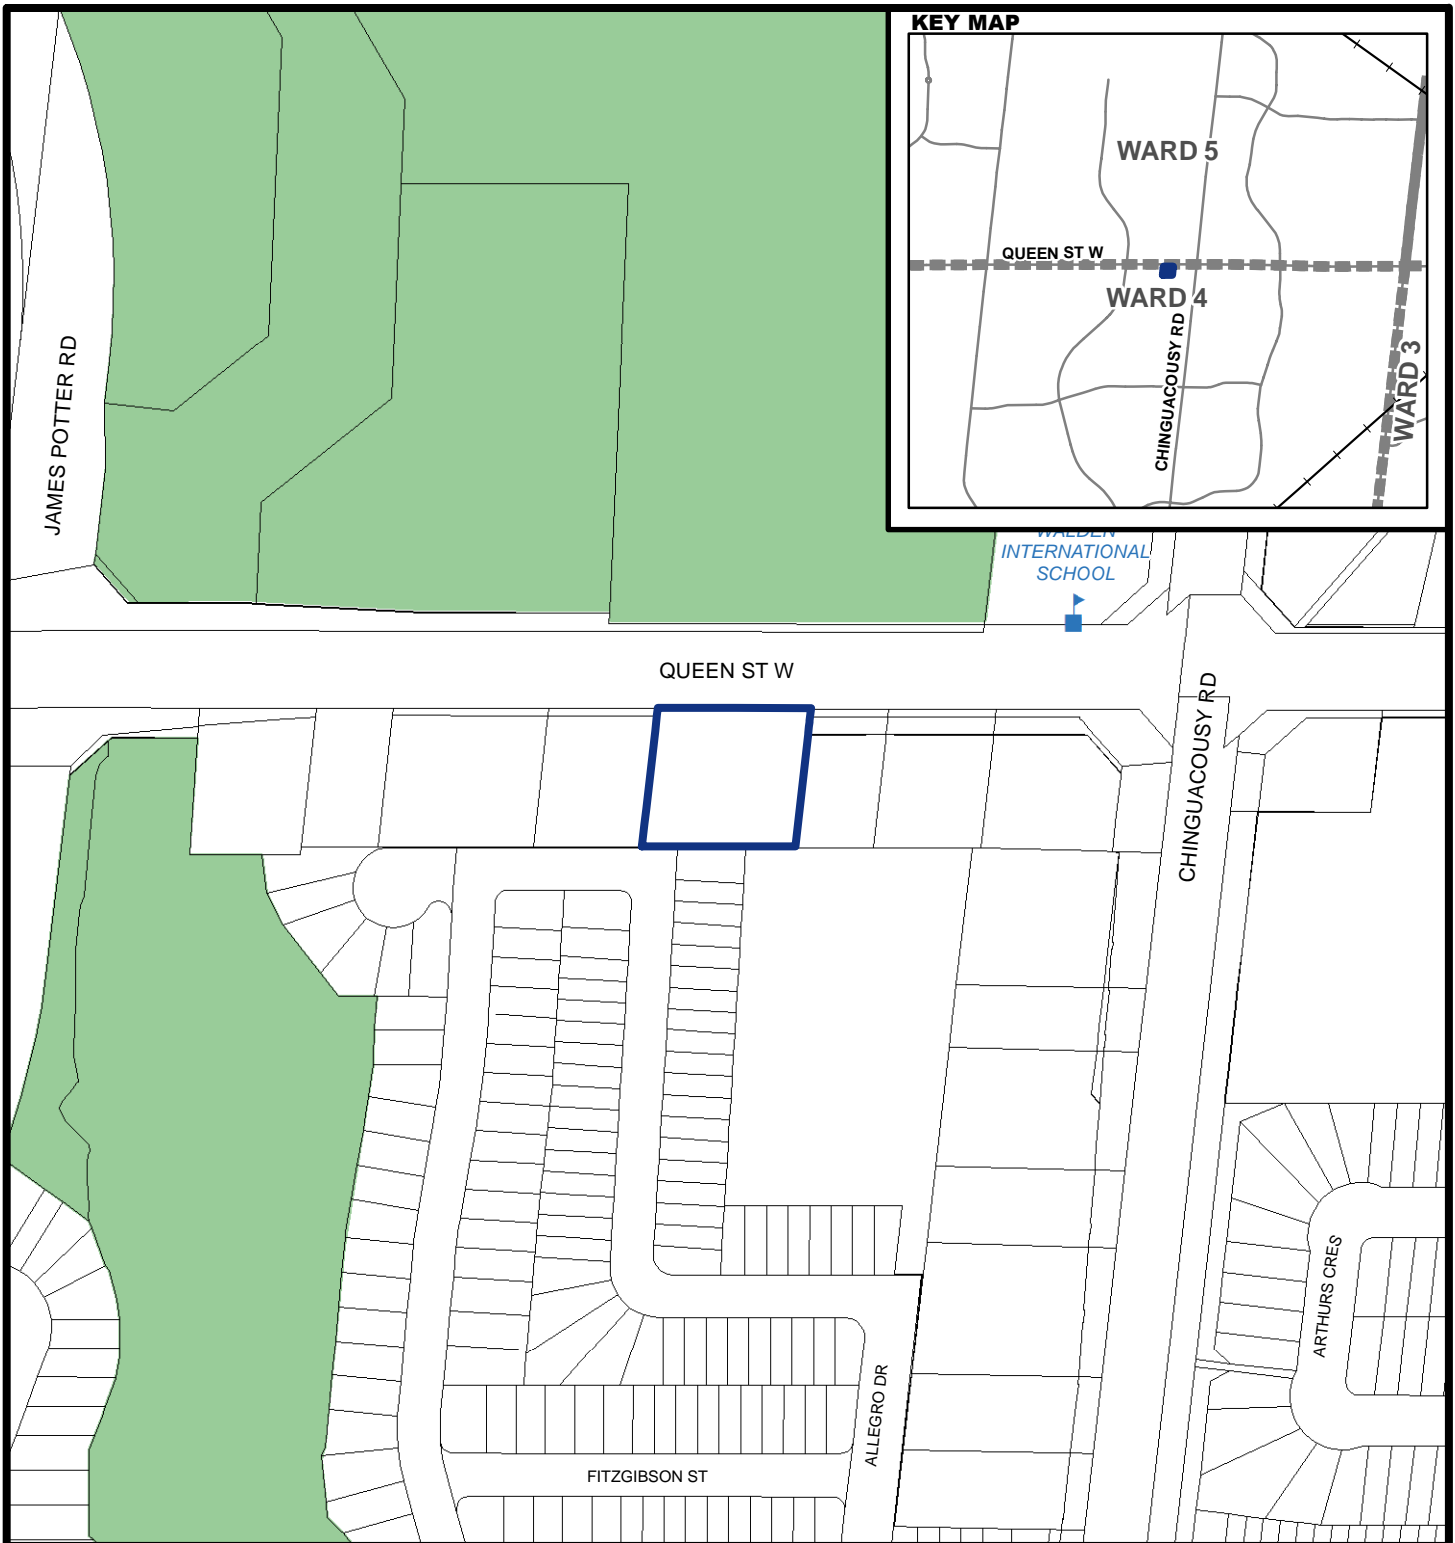 KEY MAP
WARD 5
QUEEN ST W
WARD 4
CHINGUACOUSY RD
WARD 3
JAMES POTTER RD
WALDEN
INTERNATIONAL
SCHOOL
QUEEN ST W
CHINGUACOUSY RD
ARTHURS CRES
ALLEGRO DR
FITZGIBSON ST